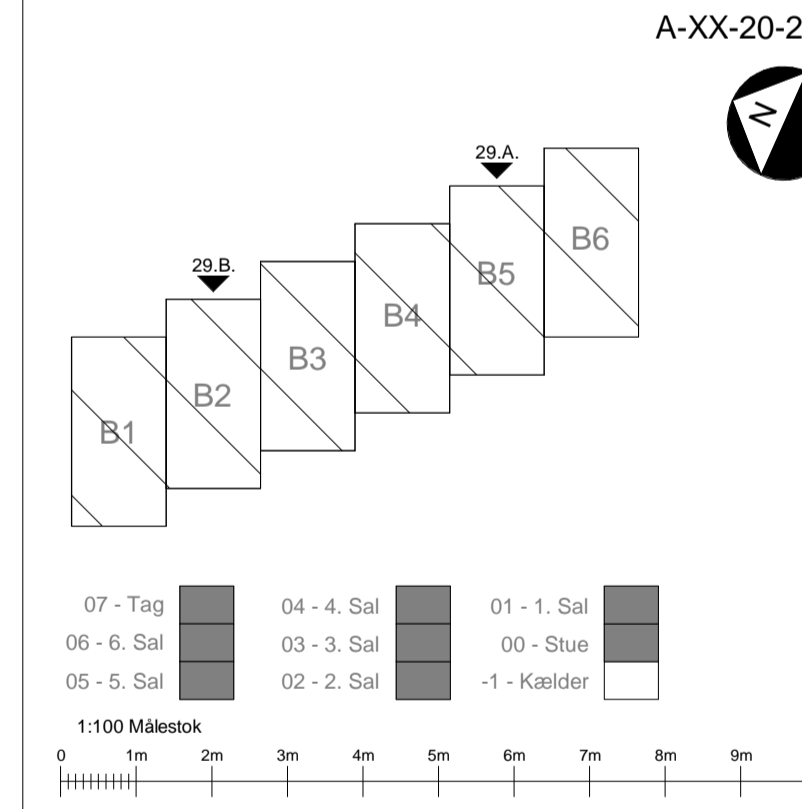 A-XX-20-2
N
29.A.
29.B.
B6
B5
B4
B3
B2
B1
07 - Tag 04 - 4. Sal 01 - 1. Sal
06 - 6. Sal 03 - 3. Sal 00 - Stue
05 - 5. Sal 02 - 2. Sal -1 - Kælder
1:100 Målestok
0 1m 2m 3m 4m 5m 6m 7m 8m 9m